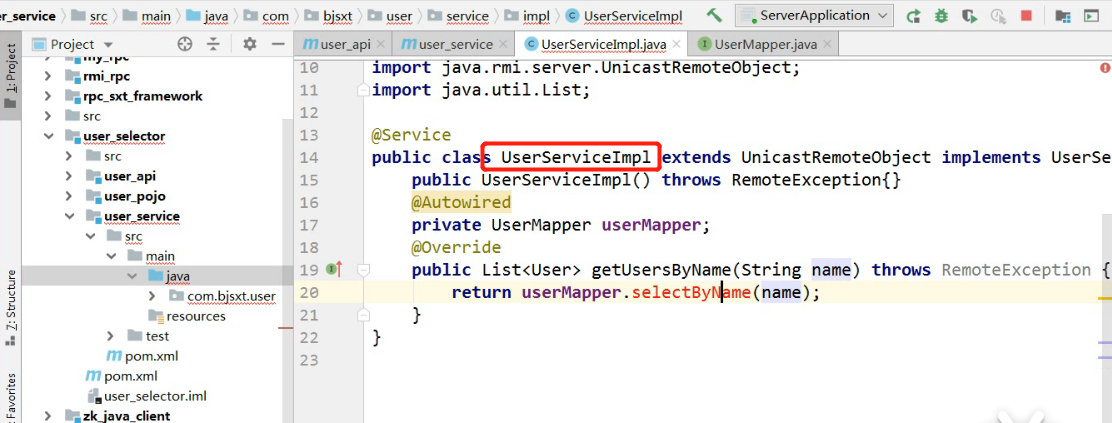 _service src main java com bjsxt user service impl UserServiceImpl ServerApplication
Project
user_api user_service UserServiceImpl.java UserMapper.java
1: Project
Z: Structure
Favorites
rmi_rpc
rpc_sxt_framework
src
user_selector
src
user_api
user_pojo
user_service
src
main
java
com.bjsxt.user
resources
test
pom.xml
pom.xml
user_selector.iml
zk_java_client
10 import java.rmi.server.UnicastRemoteObject;
11 import java.util.List;
12
13 @Service
14 public class UserServiceImpl extends UnicastRemoteObject implements UserSe
15 public UserServiceImpl() throws RemoteException{}
16 @Autowired
17 private UserMapper userMapper;
18 @Override
19 public List<User> getUsersByName(String name) throws RemoteException {
20 return userMapper.selectByName(name);
21 }
22 }
23